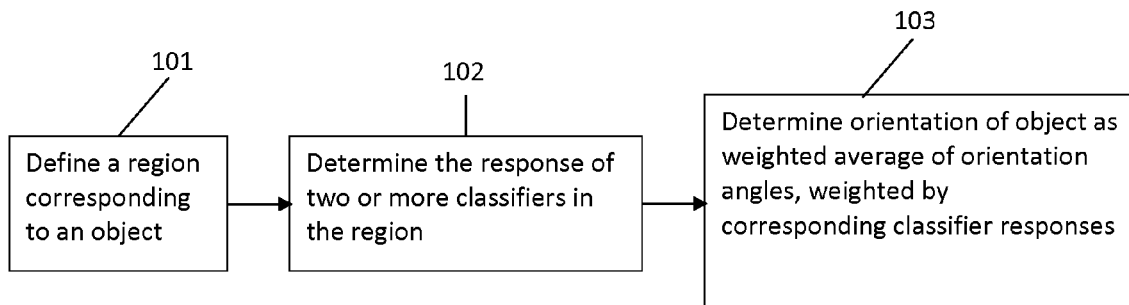 101
Define a region
corresponding
to an object
102
Determine the response of
two or more classifiers in
the region
103
Determine orientation of object as
weighted average of orientation
angles, weighted by
corresponding classifier responses